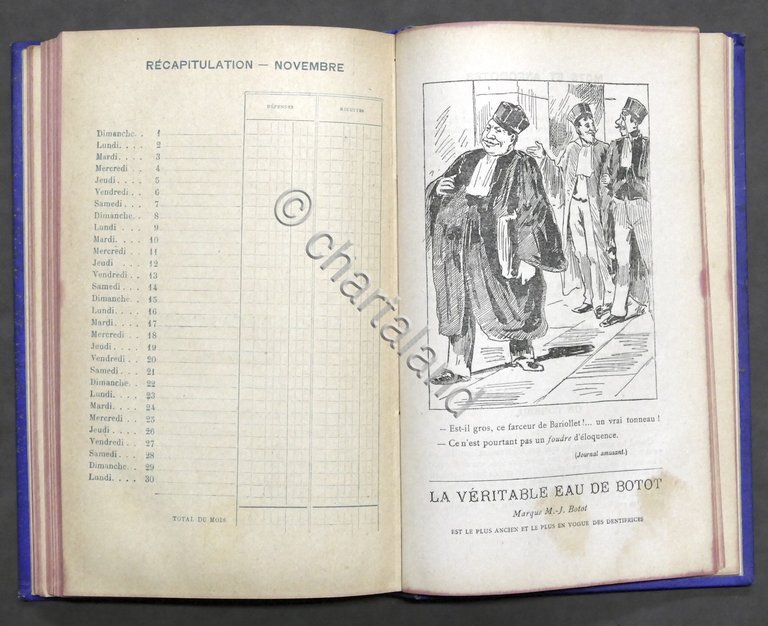 RÉCAPITULATION — NOVEMBRE
DÉPENSES RECETTES
Dimanche. . 1
Lundi. . . . 2
Mardi. . . . 3
Mercredi . . 4
Jeudi. . . . 5
Vendredi . . 6
Samedi . . . 7
Dimanche. . 8
Lundi . . . 9
Mardi. . . . 10
Mercredi . . 11
Jeudi . . . 12
Vendredi . . 13
Samedi . . . 14
Dimanche. . 15
Lundi. . . . 16
Mardi. . . . 17
Mercredi . . 18
Jeudi. . . . 19
Vendredi . . 20
Samedi . . . 21
Dimanche. . 22
Lundi. . . . 23
Mardi. . . . 24
Mercredi . . 25
Jeudi. . . . 26
Vendredi . . 27
Samedi . . . 28
Dimanche. . 29
Lundi. . . . 30
TOTAL DU MOIS
© chartaland
— Est-il gros, ce farceur de Bariollet !... un vrai tonneau !
— Ce n'est pourtant pas un foudre d'éloquence.
(Journal amusant.)
LA VÉRITABLE EAU DE BOTOT
Marque M.-J. Botot
EST LE PLUS ANCIEN ET LE PLUS EN VOGUE DES DENTIFRICES